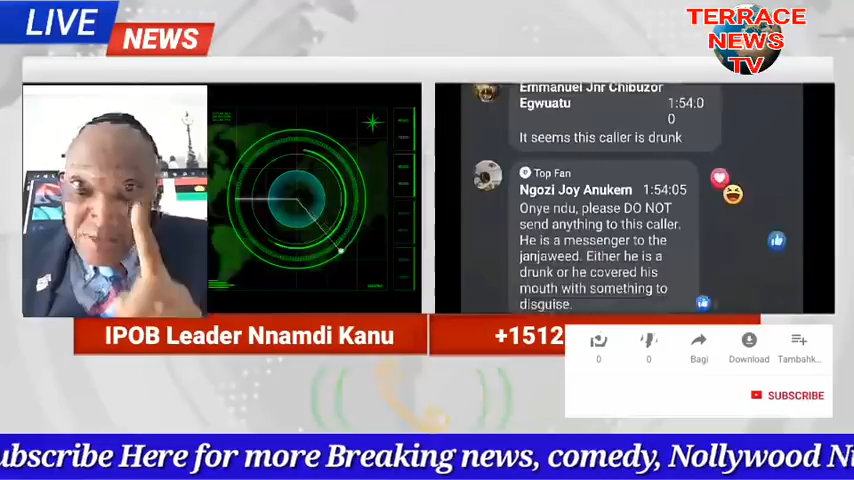 LIVE
NEWS
TERRACE
NEWS
TV
Emmanuel Jnr Chibuzor
Egwuatu
1:54:0
0
It seems this caller is drunk
Top Fan
Ngozi Joy Anukem 1:54:05
Onye ndu, please DO NOT
send anything to this caller.
He is a messenger to the
janjaweed. Either he is a
drunk or he covered his
mouth with something to
disguise.
IPOB Leader Nnamdi Kanu
+1512
0
0
Bagi
Download
Tambahk...
SUBSCRIBE
ubscribe Here for more Breaking news, comedy, Nollywood N